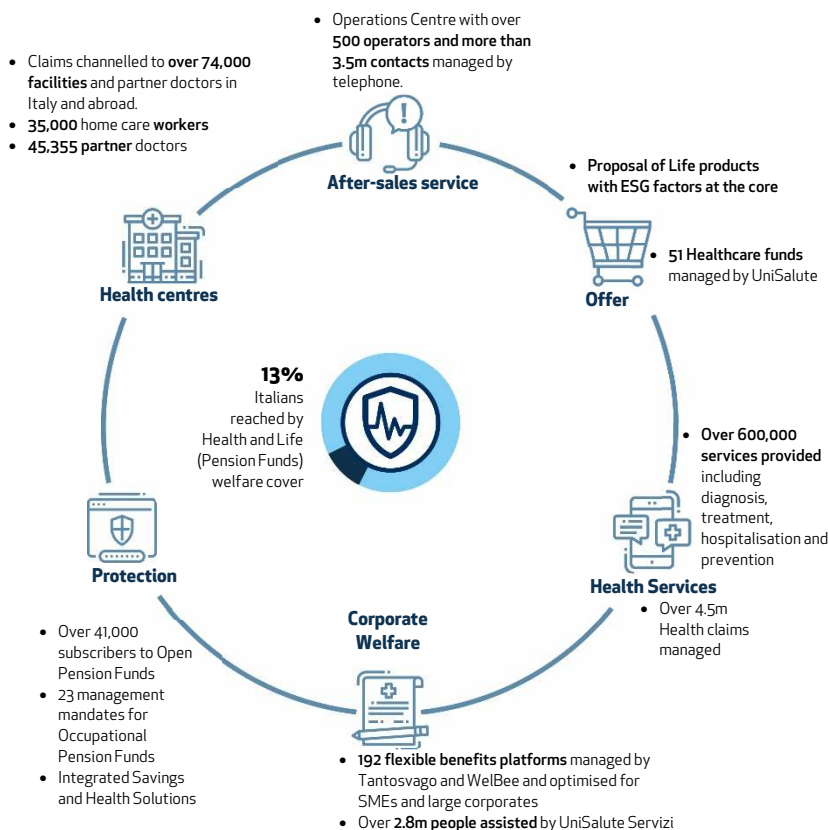 • Operations Centre with over
500 operators and more than
3.5m contacts managed by
telephone.
• Claims channelled to over 74,000
facilities and partner doctors in
Italy and abroad.
• 35,000 home care workers
• 45,355 partner doctors
!
After-sales service
• Proposal of Life products
with ESG factors at the core
• 51 Healthcare funds
managed by UniSalute
Offer
Health centres
13%
Italians
reached by
Health and Life
(Pension Funds)
welfare cover
• Over 600,000
services provided
including
diagnosis,
treatment,
hospitalisation and
prevention
Health Services
• Over 4.5m
Health claims
managed
Protection
• Over 41,000
subscribers to Open
Pension Funds
• 23 management
mandates for
Occupational
Pension Funds
• Integrated Savings
and Health Solutions
Corporate
Welfare
• 192 flexible benefits platforms managed by
Tantosvago and WelBee and optimised for
SMEs and large corporates
• Over 2.8m people assisted by UniSalute Servizi